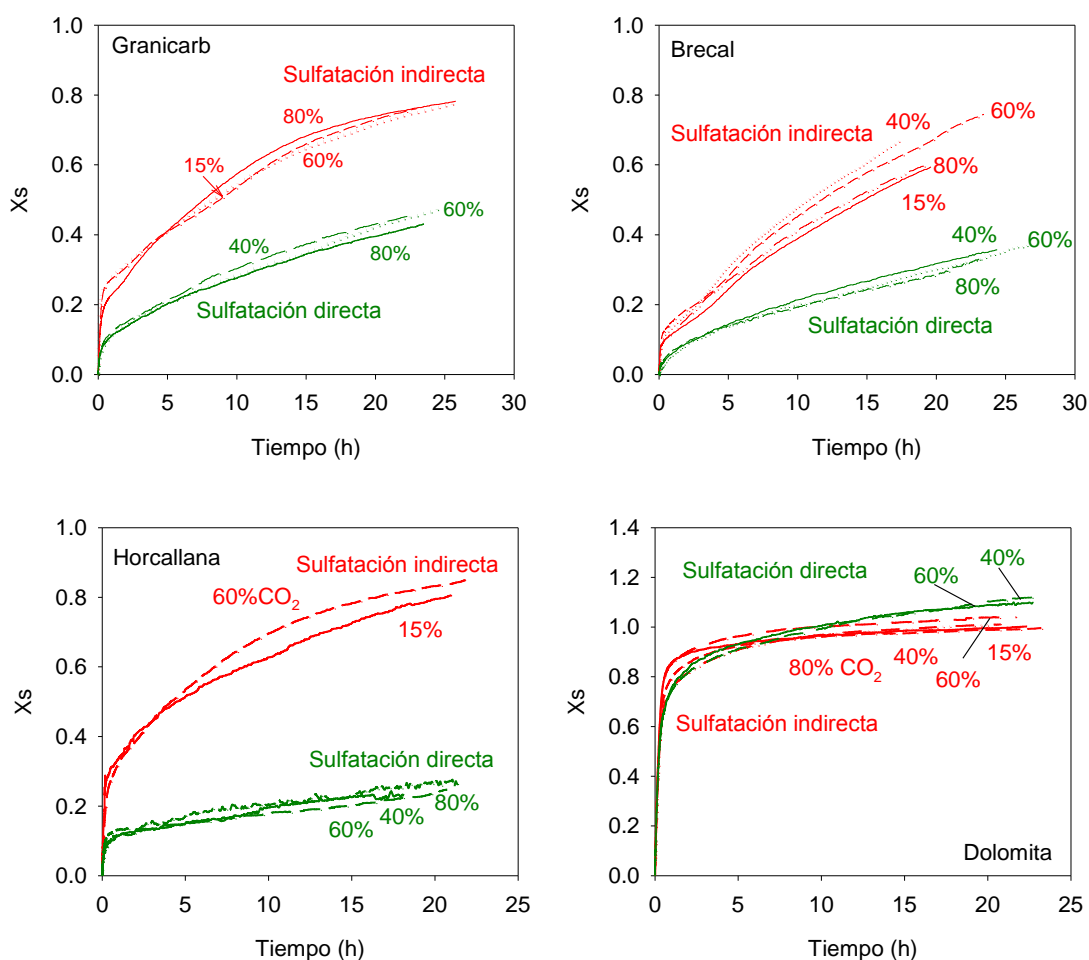 Granicarb
Sulfatación indirecta
80%
15%
60%
60%
40%
80%
Sulfatación directa
Xs
1.0
0.8
0.6
0.4
0.2
0.0
0 5 10 15 20 25 30
Tiempo (h)
Brecal
Sulfatación indirecta
40%
60%
80%
15%
40%
60%
80%
Sulfatación directa
Xs
1.0
0.8
0.6
0.4
0.2
0.0
0 5 10 15 20 25 30
Tiempo (h)
Horcallana
Sulfatación indirecta
60%CO2
15%
Sulfatación directa
60%
40%
80%
Xs
1.0
0.8
0.6
0.4
0.2
0.0
0 5 10 15 20 25
Tiempo (h)
Sulfatación directa
40%
60%
80% CO2
40%
60%
15%
Sulfatación indirecta
Dolomita
Xs
1.4
1.2
1.0
0.8
0.6
0.4
0.2
0.0
0 5 10 15 20 25
Tiempo (h)